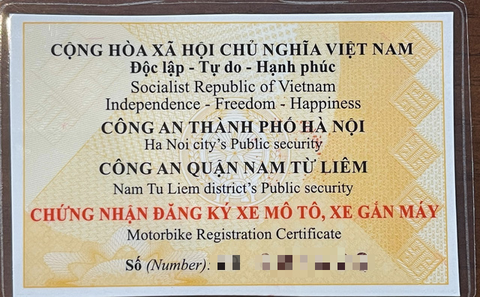 CỘNG HÒA XÃ HỘI CHỦ NGHĨA VIỆT NAM
Độc lập - Tự do - Hạnh phúc
Socialist Republic of Vietnam
Independence - Freedom - Happiness
CÔNG AN THÀNH PHỐ HÀ NỘI
Ha Noi city's Public security
CÔNG AN QUẬN NAM TỪ LIÊM
Nam Tu Liem district's Public security
CHỨNG NHẬN ĐĂNG KÝ XE MÔ TÔ, XE GẮN MÁY
Motorbike Registration Certificate
Số (Number):